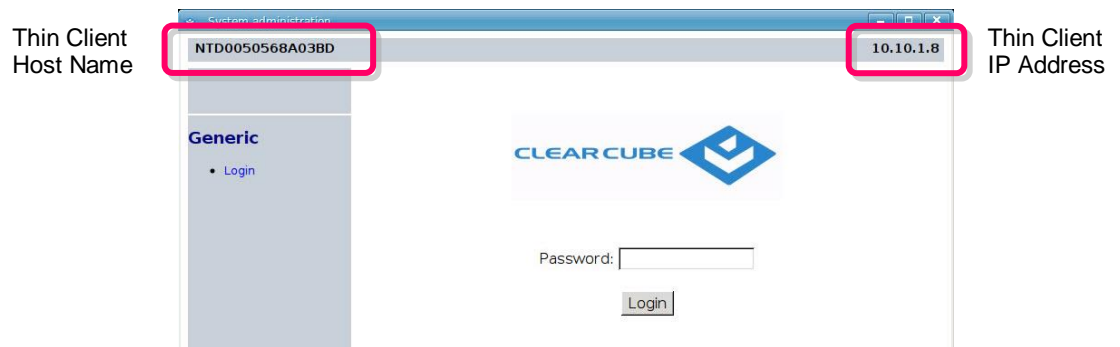 System administration
Thin Client
Host Name
NTD0050568A03BD
10.10.1.8
Thin Client
IP Address
Generic
Login
CLEARCUBE
Password:
Login